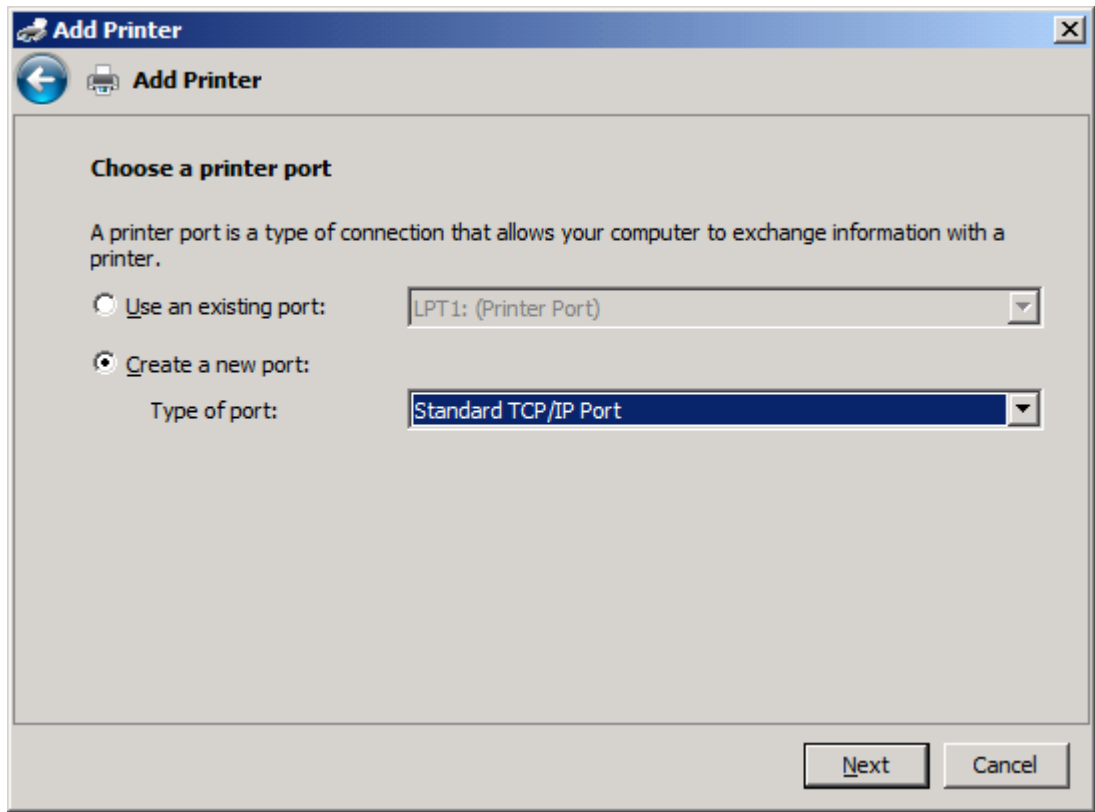 Add Printer
Add Printer
Choose a printer port
A printer port is a type of connection that allows your computer to exchange information with a
printer.
Use an existing port: LPT1: (Printer Port)
Create a new port:
Type of port: Standard TCP/IP Port
Next Cancel